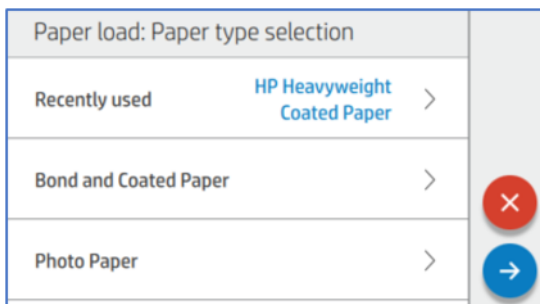 Paper load: Paper type selection
Recently used
HP Heavyweight
Coated Paper
Bond and Coated Paper
Photo Paper